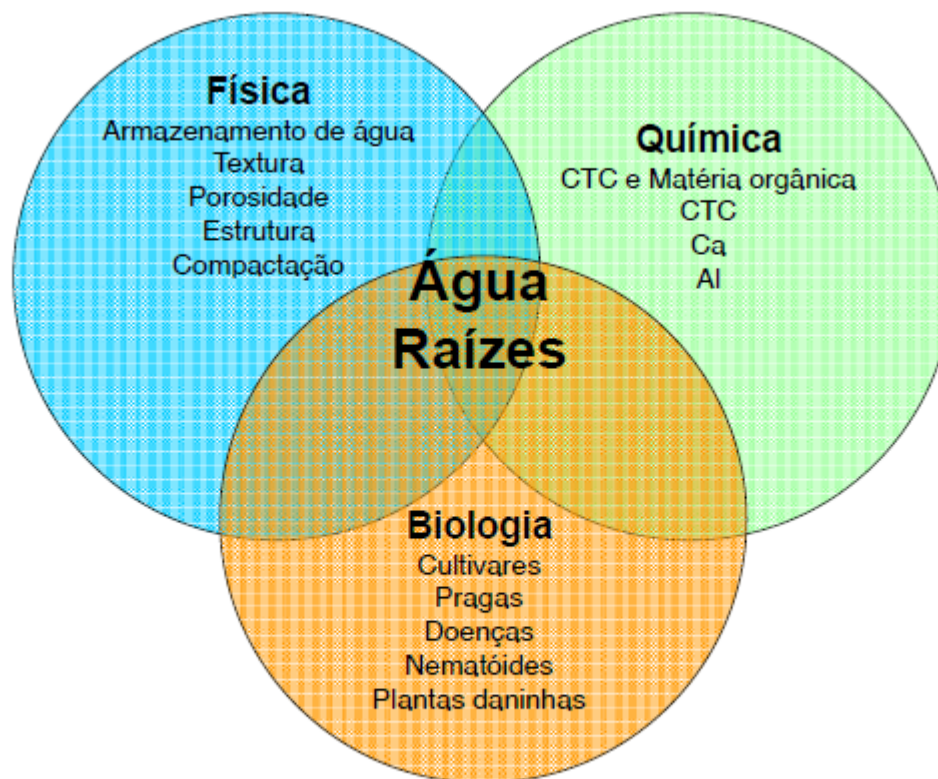 Física
Armazenamento de água
Textura
Porosidade
Estrutura
Compactação
Química
CTC e Matéria orgânica
CTC
Ca
Al
Água
Raízes
Biologia
Cultivares
Pragas
Doenças
Nematóides
Plantas daninhas